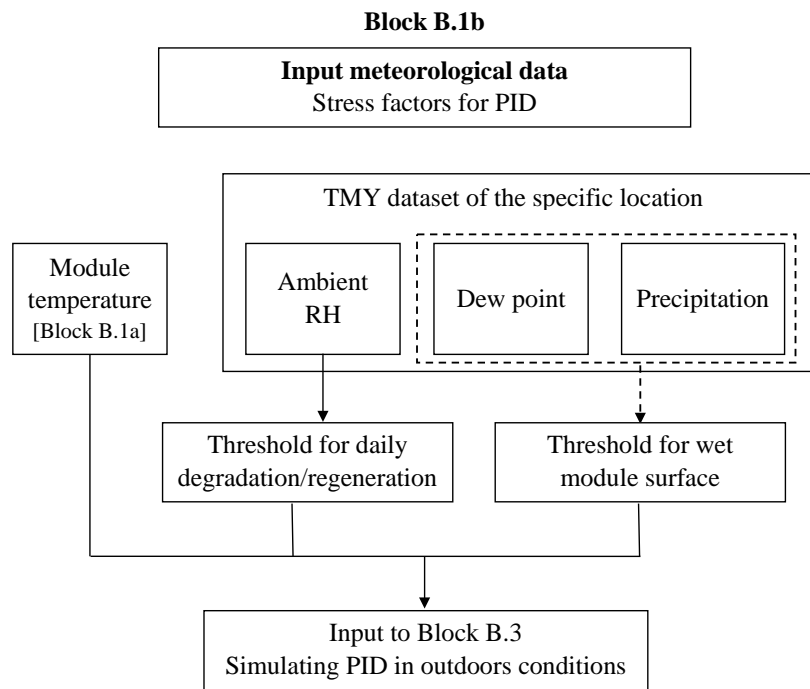 Block B.1b
Input meteorological data
Stress factors for PID
TMY dataset of the specific location
Module
temperature
[Block B.1a]
Ambient
RH
Dew point
Precipitation
Threshold for daily
degradation/regeneration
Threshold for wet
module surface
Input to Block B.3
Simulating PID in outdoors conditions